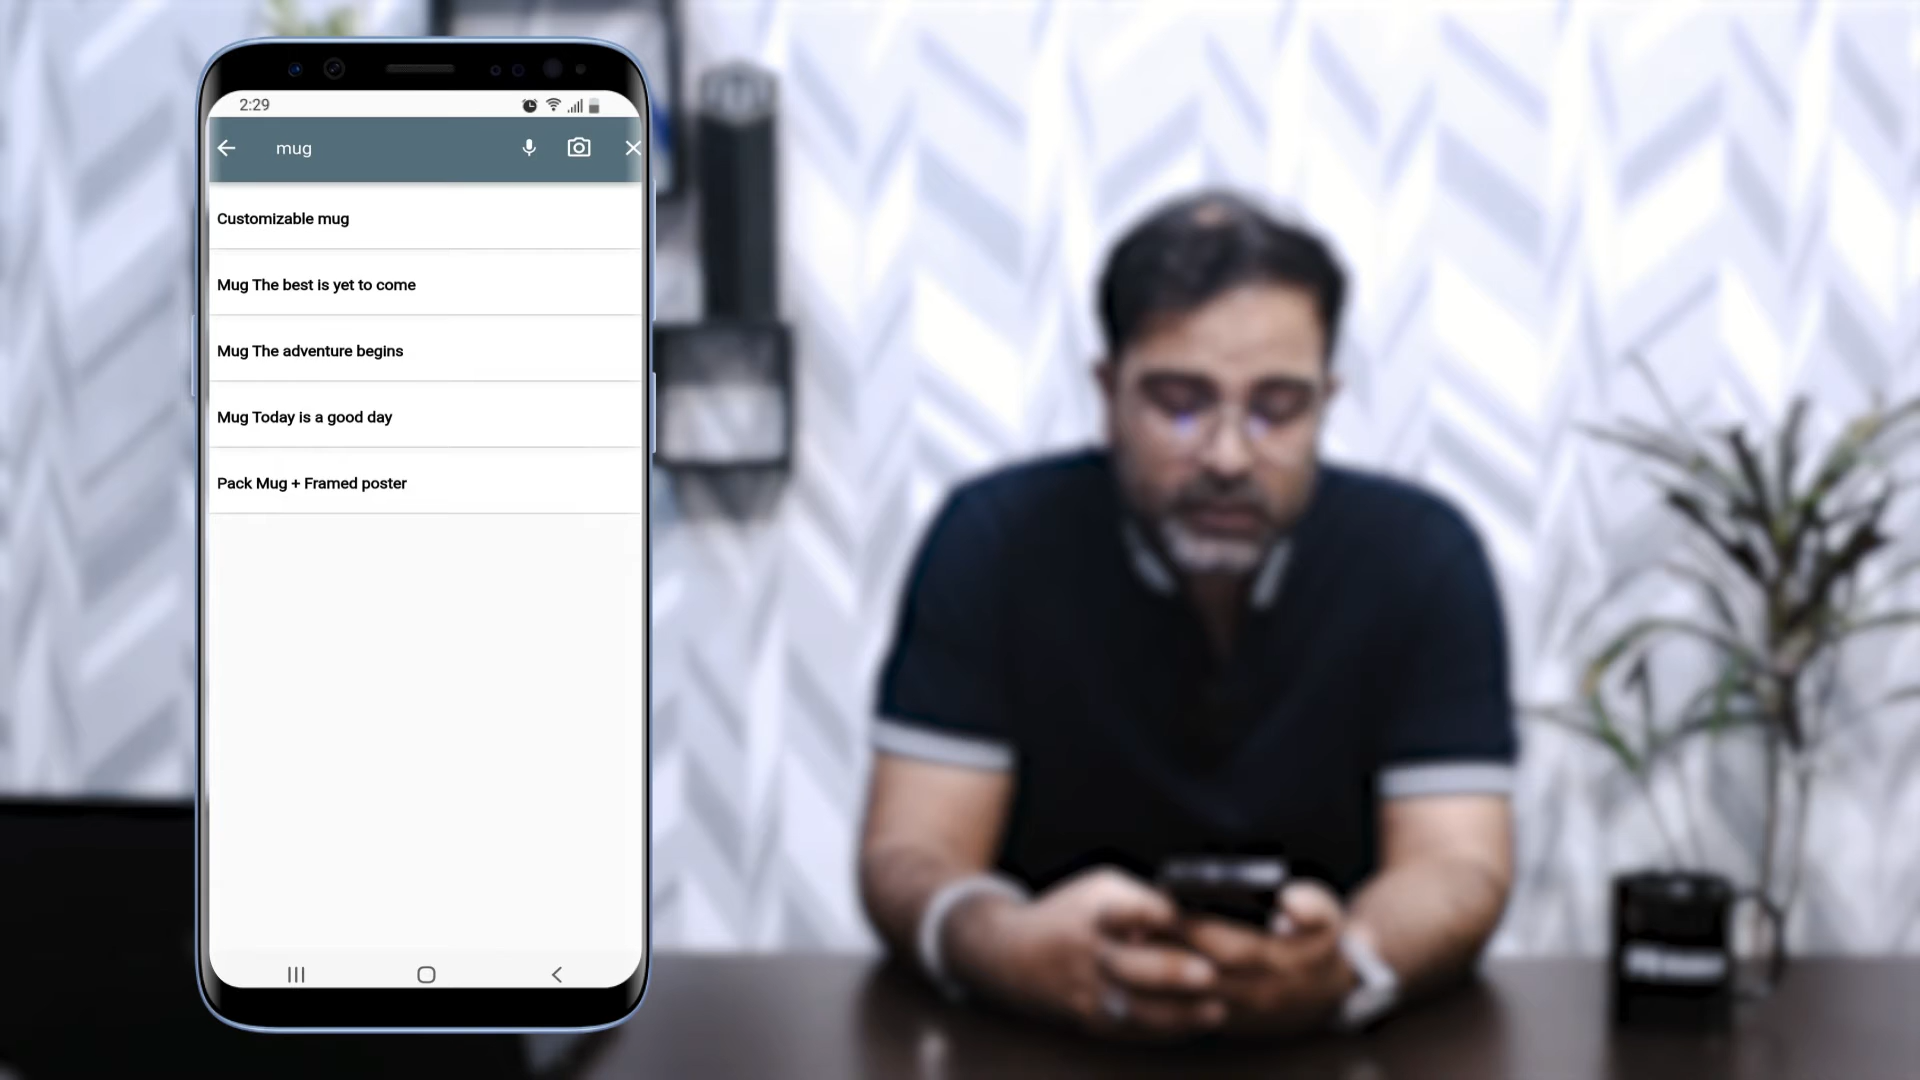 2:29
mug
Customizable mug
Mug The best is yet to come
Mug The adventure begins
Mug Today is a good day
Pack Mug + Framed poster